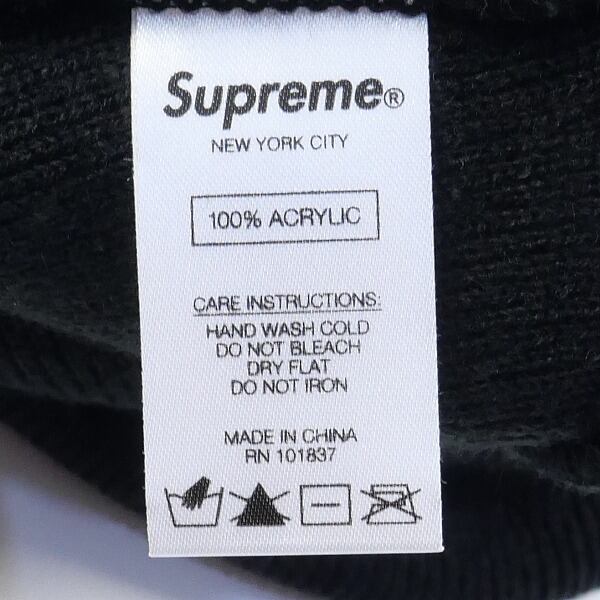 Supreme®
NEW YORK CITY
100% ACRYLIC
CARE INSTRUCTIONS:
HAND WASH COLD
DO NOT BLEACH
DRY FLAT
DO NOT IRON
MADE IN CHINA
RN 101837